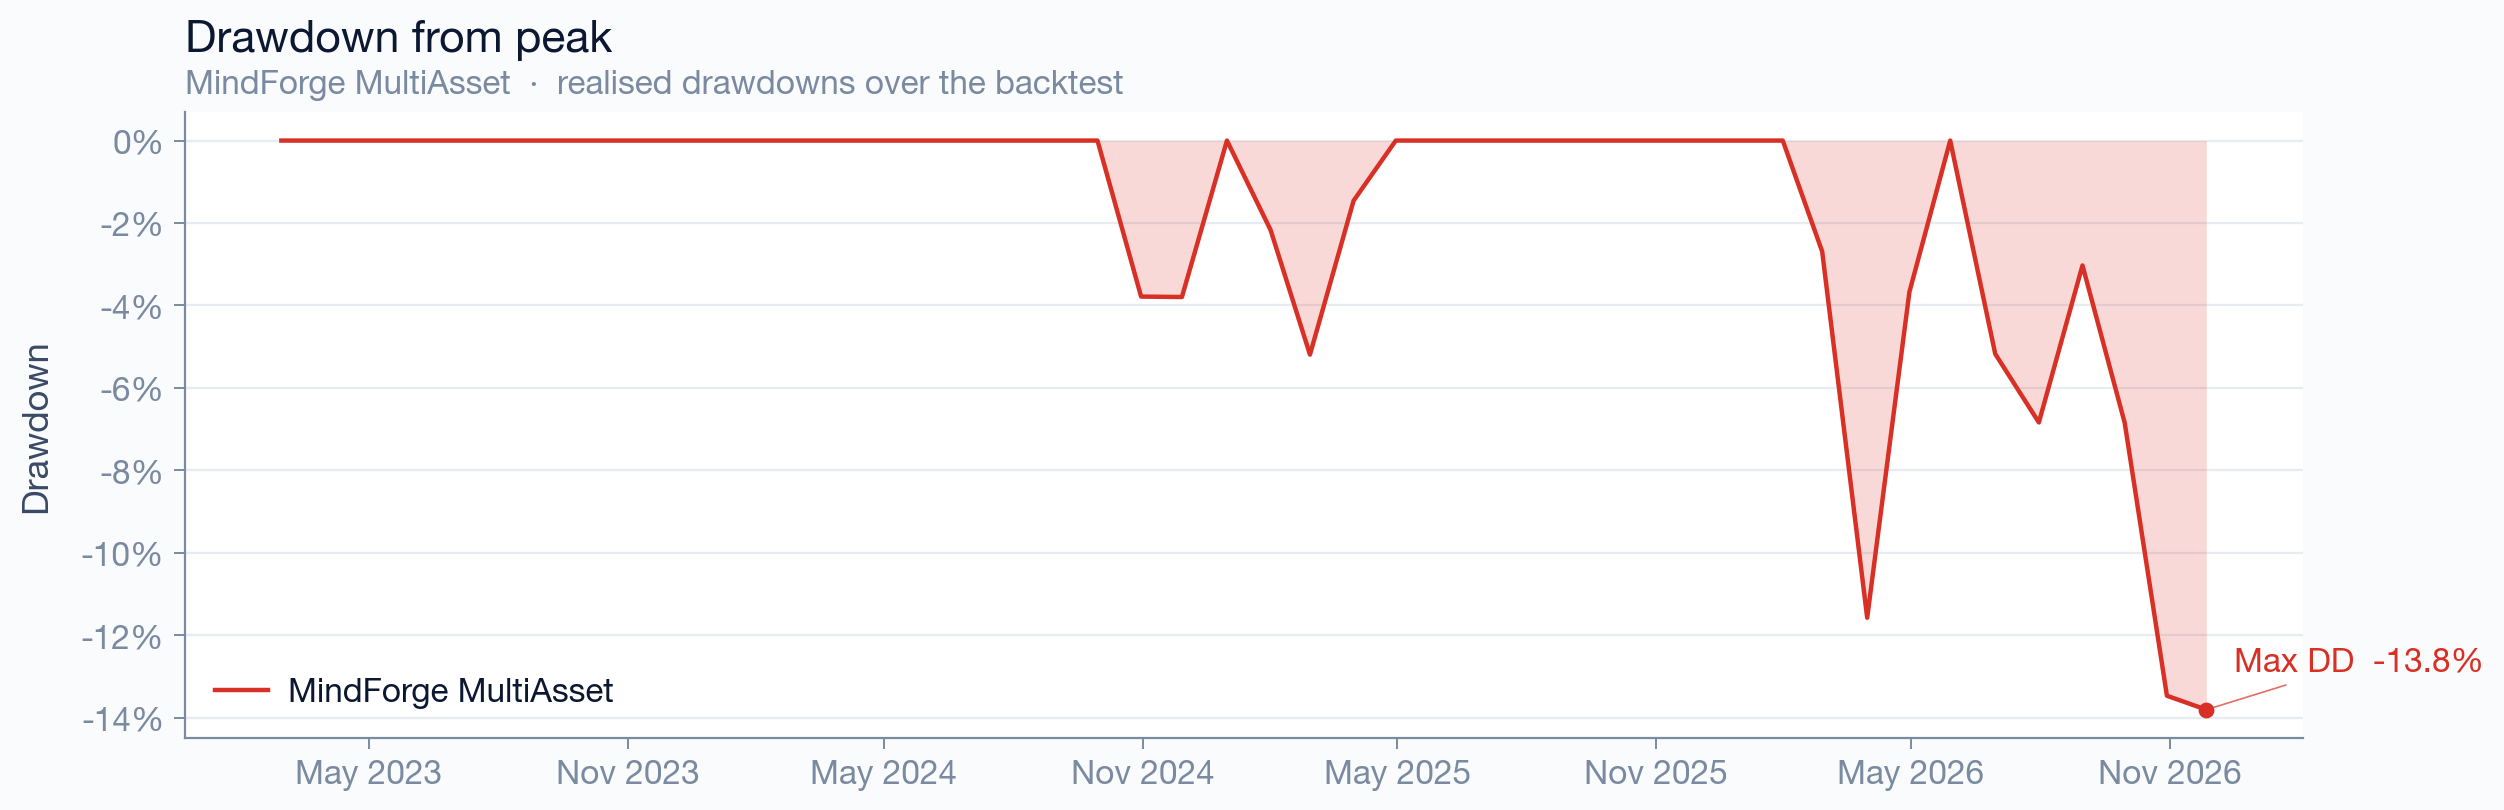 Drawdown from peak
MindForge MultiAsset · realised drawdowns over the backtest
Drawdown
0%
-2%
-4%
-6%
-8%
-10%
-12%
-14%
MindForge MultiAsset
Max DD -13.8%
May 2023
Nov 2023
May 2024
Nov 2024
May 2025
Nov 2025
May 2026
Nov 2026